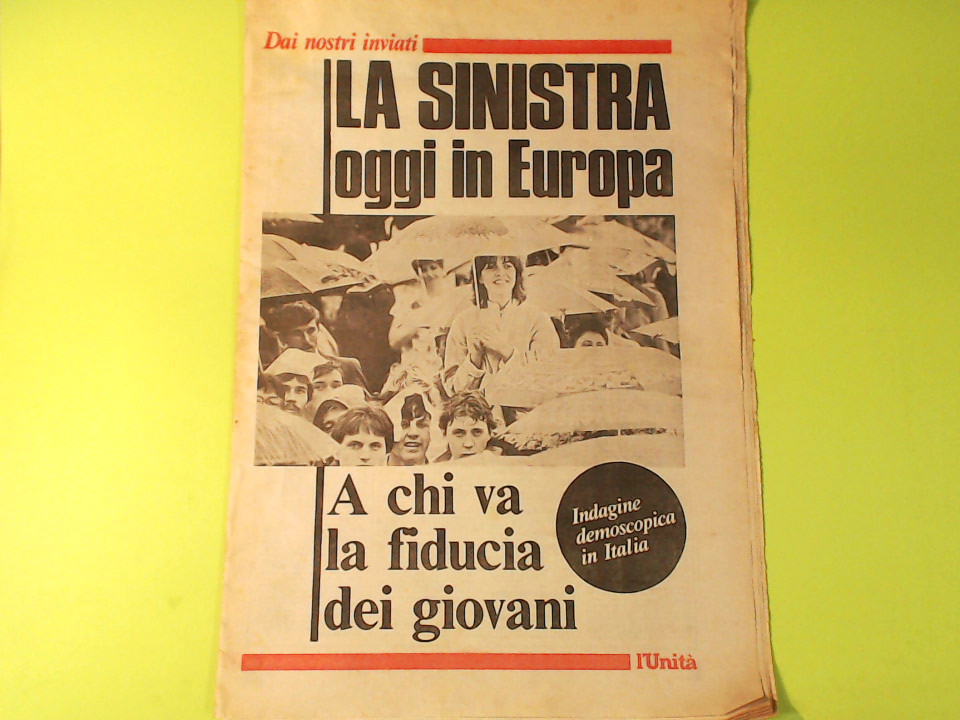 Dai nostri inviati
LA SINISTRA
oggi in Europa
A chi va
la fiducia
dei giovani
Indagine
demoscopica
in Italia
l'Unità